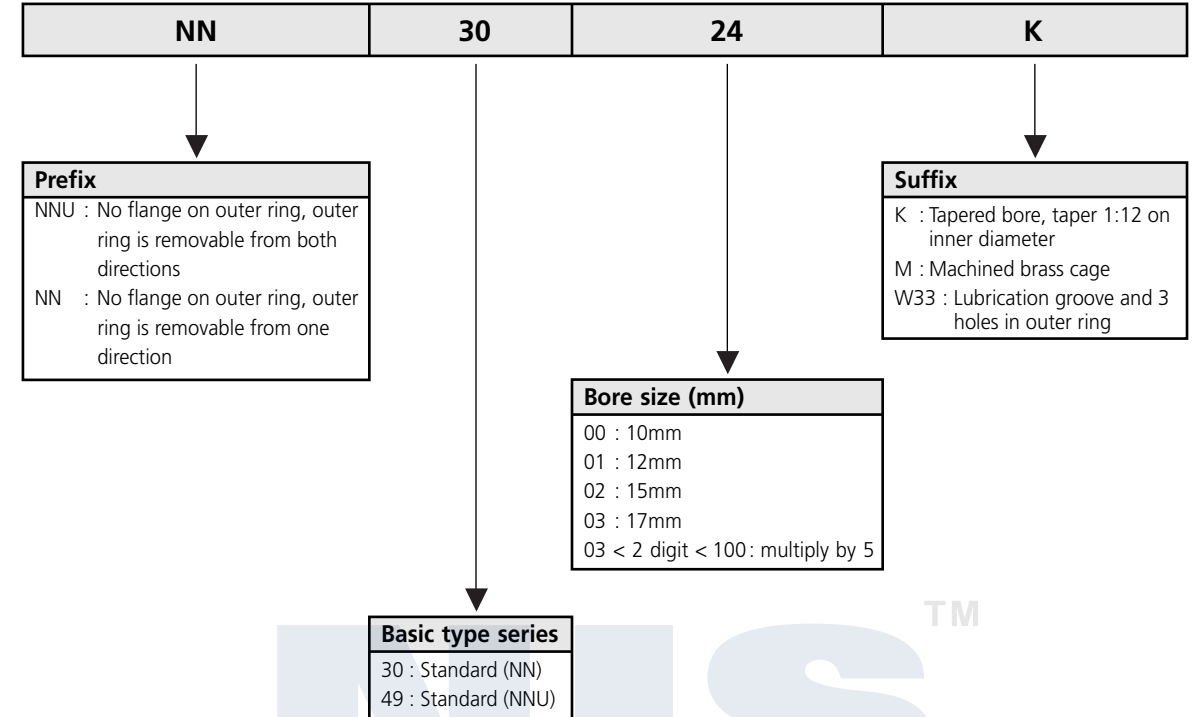 NN 30 24 K
Prefix
NNU : No flange on outer ring, outer
ring is removable from both
directions
NN : No flange on outer ring, outer
ring is removable from one
direction
Suffix
K : Tapered bore, taper 1:12 on
inner diameter
M : Machined brass cage
W33 : Lubrication groove and 3
holes in outer ring
Bore size (mm)
00 : 10mm
01 : 12mm
02 : 15mm
03 : 17mm
03 < 2 digit < 100 : multiply by 5
Basic type series
30 : Standard (NN)
49 : Standard (NNU)
TM